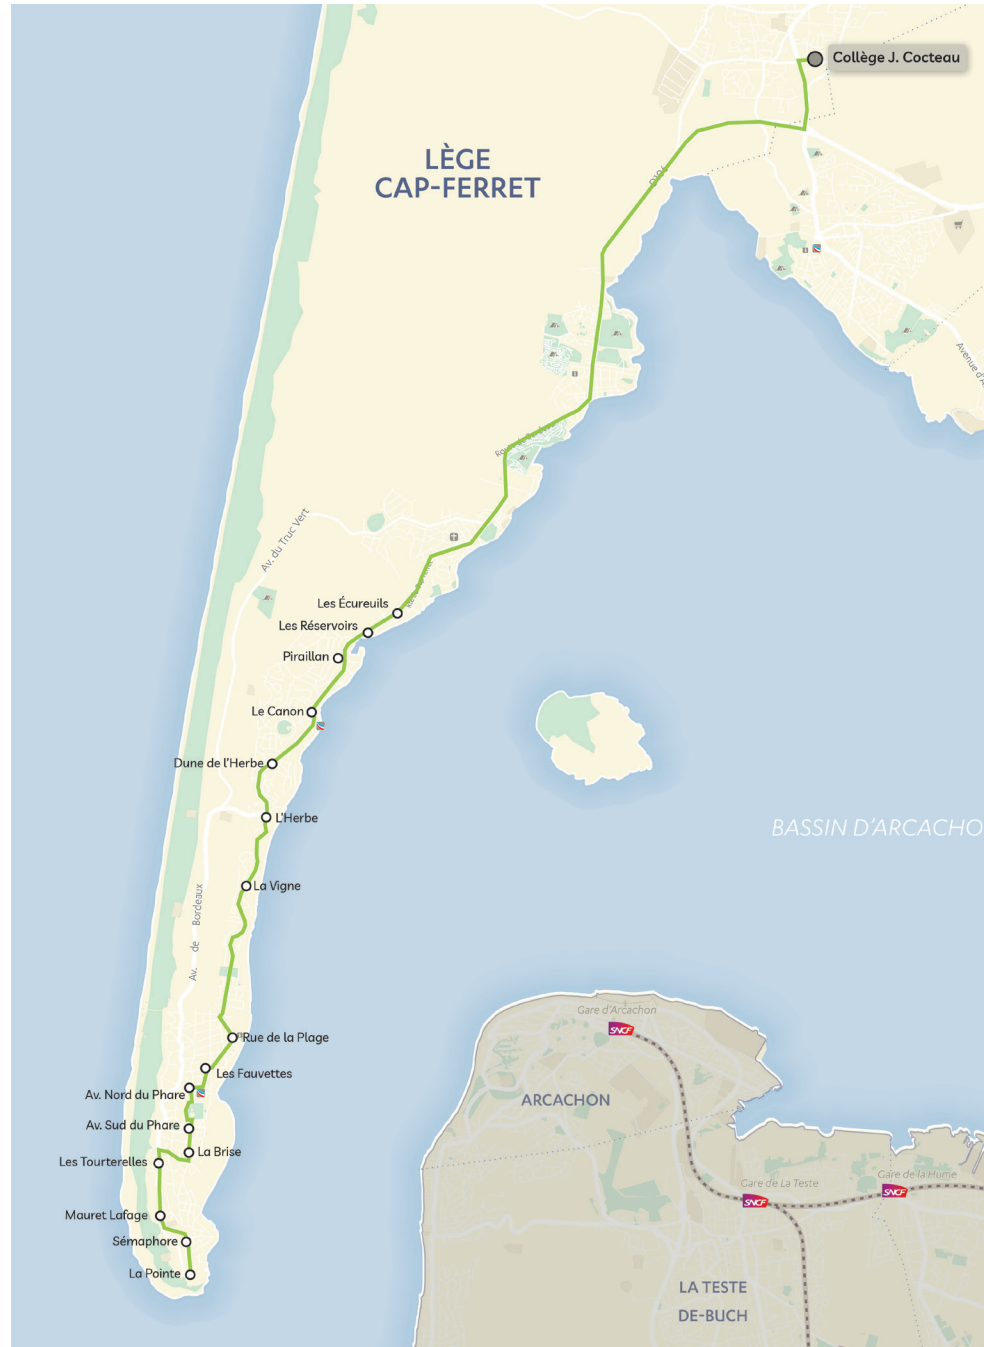 Collège J. Cocteau
LÈGE
CAP-FERRET
D106
Avenue d'A
Av. du Truc Vert
Les Écureuils
Les Réservoirs
Piraillan
Le Canon
Dune de l'Herbe
L'Herbe
BASSIN D'ARCACHO
La Vigne
Av. de Bordeaux
Gare d'Arcachon
SNCF
Rue de la Plage
Les Fauvettes
Av. Nord du Phare
ARCACHON
Av. Sud du Phare
La Brise
Les Tourterelles
Gare de La Teste
SNCF
Gare de la Hume
SNCF
Mauret Lafage
Sémaphore
La Pointe
LA TESTE
DE-BUCH